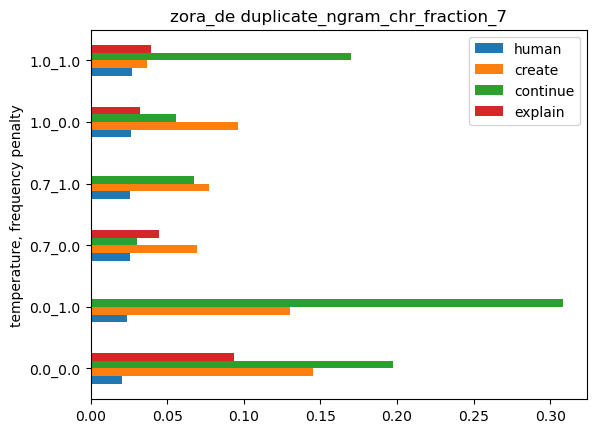 zora_de duplicate_ngram_chr_fraction_7
human
create
continue
explain
temperature, frequency penalty
1.0_1.0
1.0_0.0
0.7_1.0
0.7_0.0
0.0_1.0
0.0_0.0
0.00 0.05 0.10 0.15 0.20 0.25 0.30